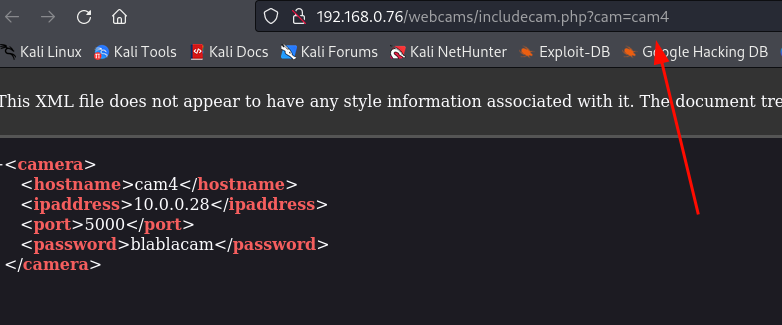 192.168.0.76/webcams/includecam.php?cam=cam4
Kali Linux Kali Tools Kali Docs Kali Forums Kali NetHunter Exploit-DB Google Hacking DB
This XML file does not appear to have any style information associated with it. The document tre
-<camera>
<hostname>cam4</hostname>
<ipaddress>10.0.0.28</ipaddress>
<port>5000</port>
<password>blablacam</password>
</camera>